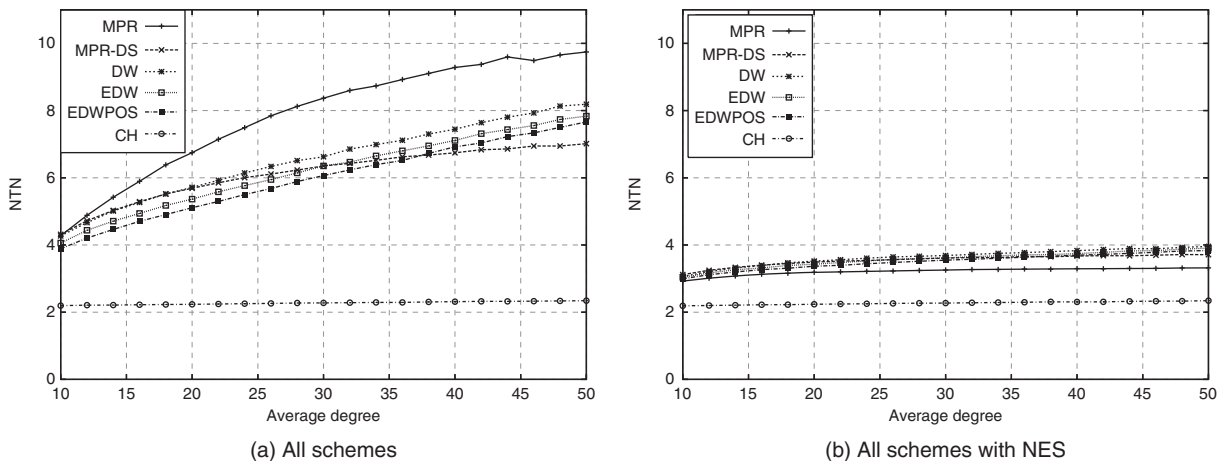 MPR
MPR-DS
DW
EDW
EDWPOS
CH
NTN
0
2
4
6
8
10
10
15
20
25
30
35
40
45
50
Average degree
(a) All schemes
MPR
MPR-DS
DW
EDW
EDWPOS
CH
NTN
0
2
4
6
8
10
10
15
20
25
30
35
40
45
50
Average degree
(b) All schemes with NES